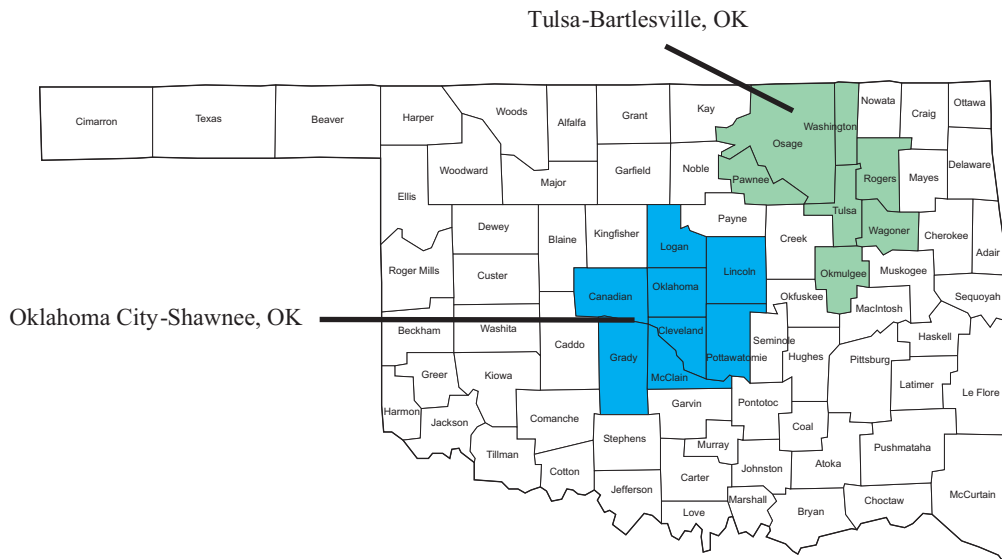 Tulsa-Bartlesville, OK
Cimarron
Texas
Beaver
Harper
Woods
Alfalfa
Grant
Kay
Nowata
Craig
Ottawa
Washington
Osage
Woodward
Major
Garfield
Noble
Pawnee
Rogers
Mayes
Delaware
Ellis
Dewey
Blaine
Kingfisher
Logan
Payne
Creek
Tulsa
Wagoner
Cherokee
Adair
Roger Mills
Custer
Canadian
Oklahoma
Lincoln
Okfuskee
Okmulgee
Muskogee
Sequoyah
Oklahoma City-Shawnee, OK
Beckham
Washita
Caddo
Grady
Cleveland
McClain
Pottawatomie
Seminole
Hughes
MacIntosh
Pittsburg
Haskell
Latimer
Le Flore
Greer
Kiowa
Harmon
Jackson
Comanche
Tillman
Cotton
Stephens
Jefferson
Garvin
Murray
Carter
Love
Pontotoc
Johnston
Marshall
Coal
Atoka
Bryan
Pushmataha
Choctaw
McCurtain